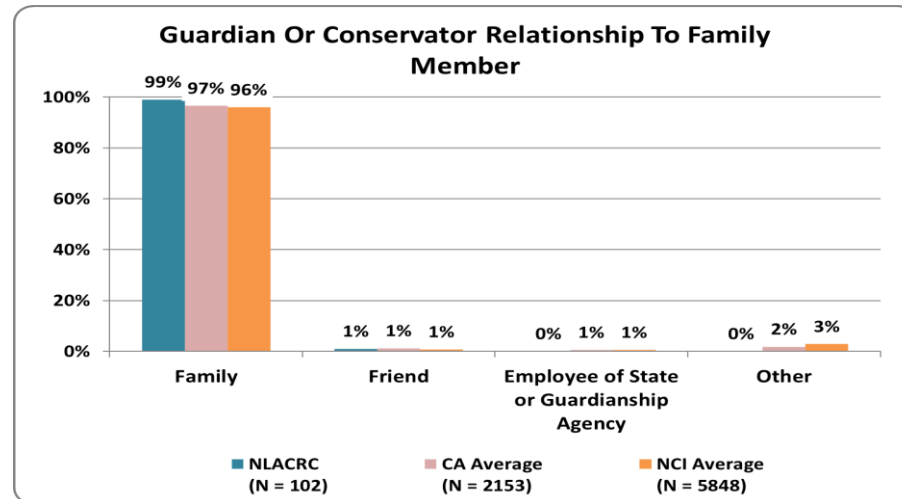 Guardian Or Conservator Relationship To Family
Member
99%
97%
96%
100%
80%
60%
40%
20%
0%
1%
1%
1%
0%
1%
1%
0%
2%
3%
Family
Friend
Employee of State
or Guardianship
Agency
Other
NLACRC
(N = 102)
CA Average
(N = 2153)
NCI Average
(N = 5848)